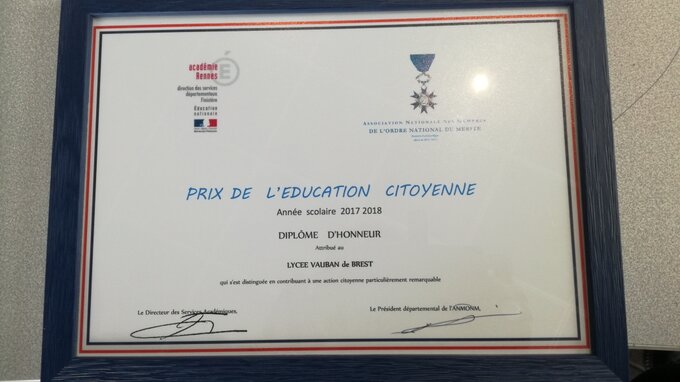 académie
Rennes
direction des services
départementaux
Finistère
Éducation
nationale
ASSOCIATION NATIONALE DES MEMBRES
DE L'ORDRE NATIONAL DU MERITE
PRIX DE L'EDUCATION CITOYENNE
Année scolaire 2017 2018
DIPLÔME D'HONNEUR
Attribué au
LYCEE VAUBAN de BREST
qui s'est distinguée en contribuant à une action citoyenne particulièrement remarquable
Le Directeur des Services Académiques,
Le Président départemental de l'ANMONM,